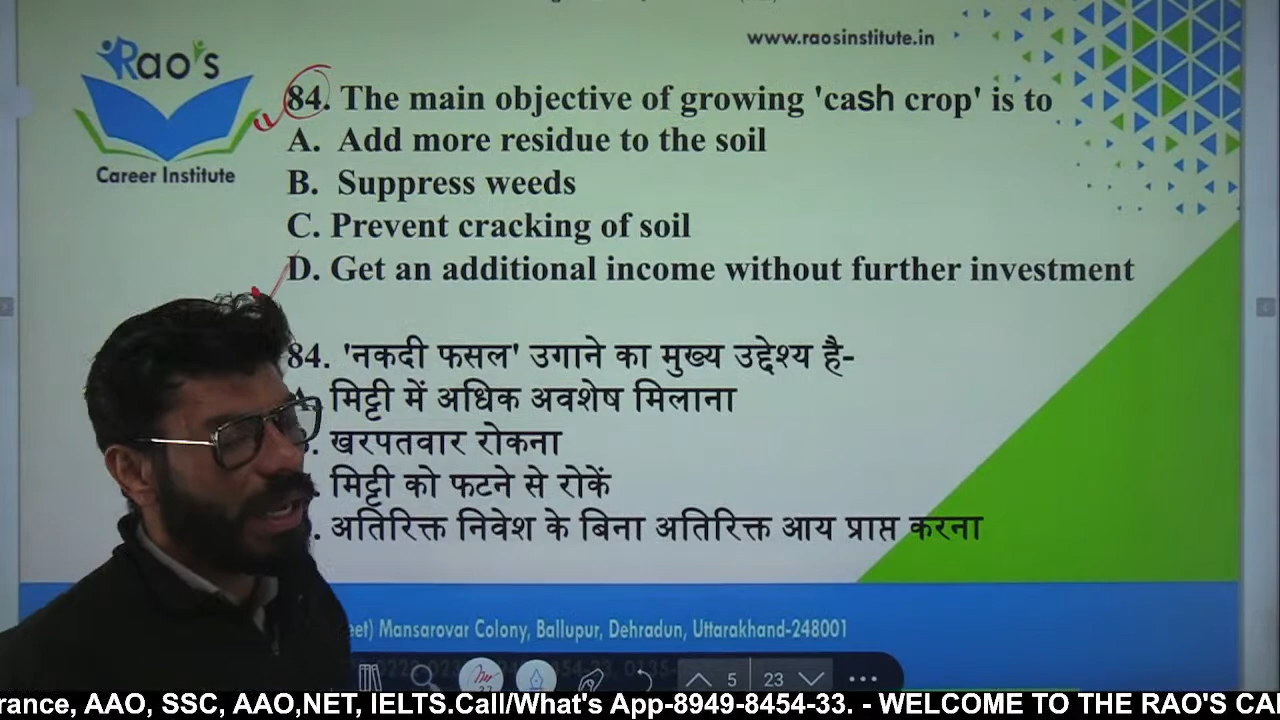 www.raosinstitute.in
Rao's
Career Institute
84. The main objective of growing 'cash crop' is to
A. Add more residue to the soil
B. Suppress weeds
C. Prevent cracking of soil
D. Get an additional income without further investment
84. 'नकदी फसल' उगाने का मुख्य उद्देश्य है-
मिट्टी में अधिक अवशेष मिलाना
खरपतवार रोकना
मिट्टी को फटने से रोकें
अतिरिक्त निवेश के बिना अतिरिक्त आय प्राप्त करना
Mansarovar Colony, Ballupur, Dehradun, Uttarakhand-248001
5 23
AAO, SSC, AAO,NET, IELTS.Call/What's App-8949-8454-33. - WELCOME TO THE RAO'S